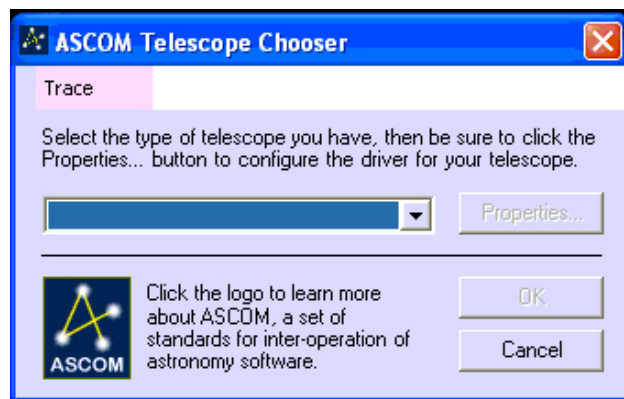 ASCOM Telescope Chooser
Trace
Select the type of telescope you have, then be sure to click the
Properties... button to configure the driver for your telescope.
Properties...
Click the logo to learn more
about ASCOM, a set of
standards for inter-operation of
astronomy software.
ASCOM
OK
Cancel